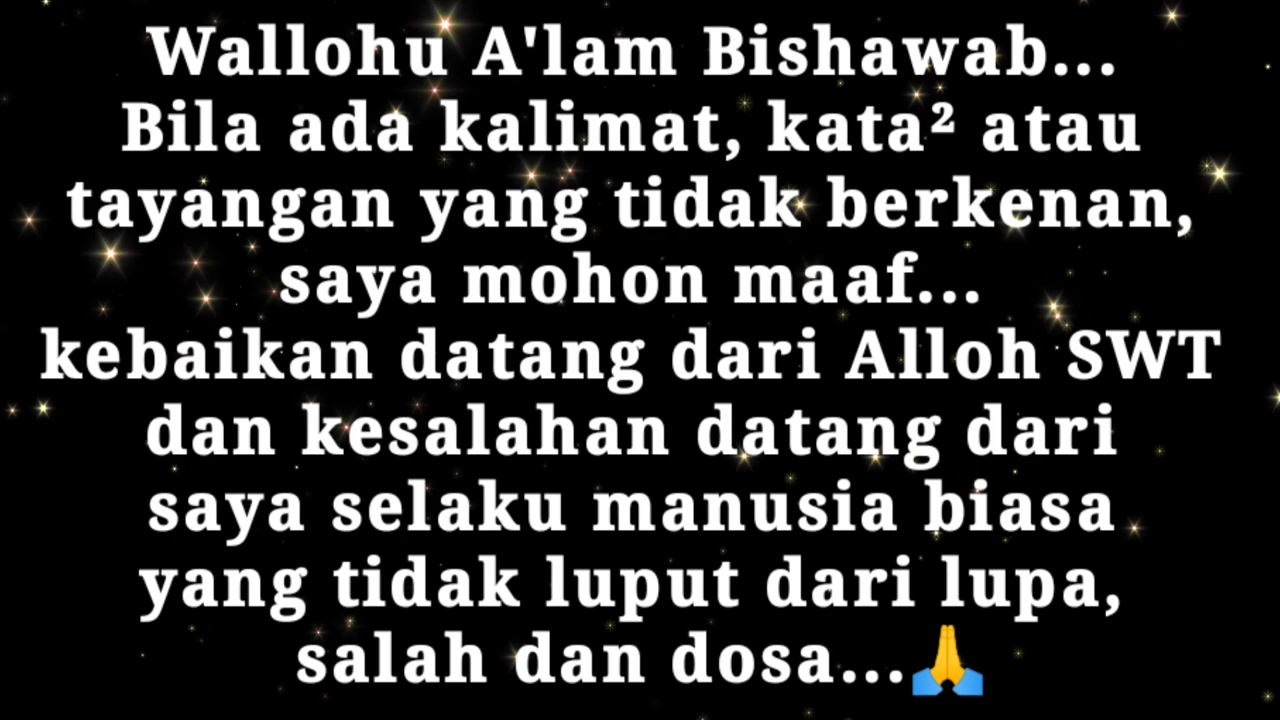 Wallohu A'lam Bishawab...
Bila ada kalimat, kata² atau
tayangan yang tidak berkenan,
saya mohon maaf...
kebaikan datang dari Alloh SWT
dan kesalahan datang dari
saya selaku manusia biasa
yang tidak luput dari lupa,
salah dan dosa...🙏